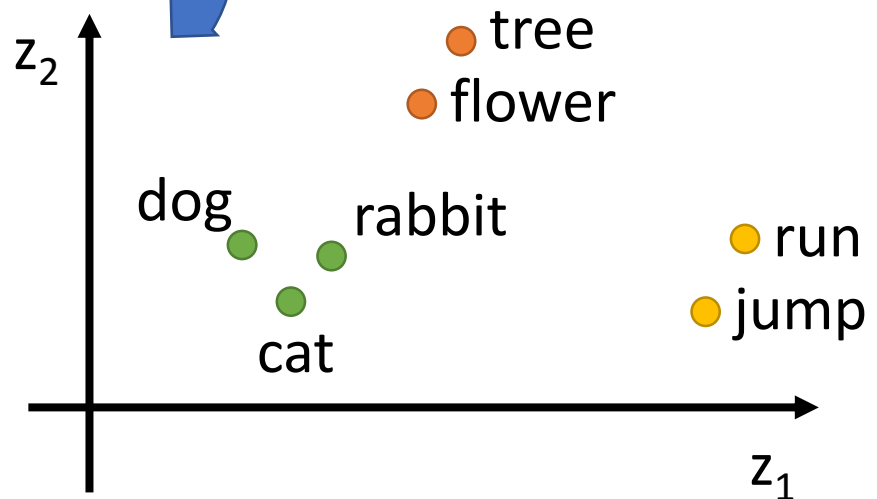 z₂
tree
flower
dog
rabbit
run
jump
cat
z₁